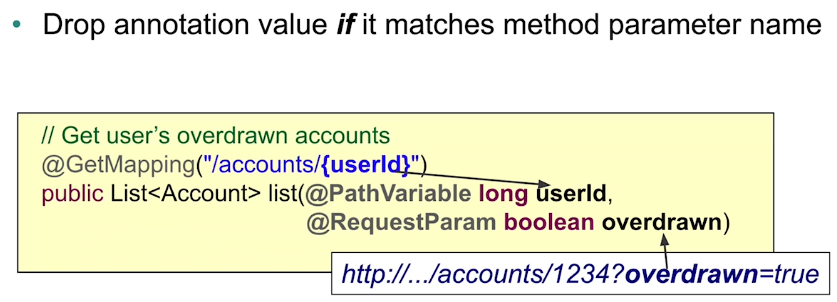 • Drop annotation value if it matches method parameter name
// Get user's overdrawn accounts
@GetMapping("/accounts/{userId}")
public List<Account> list(@PathVariable long userId,
@RequestParam boolean overdrawn)
http://.../accounts/1234?overdrawn=true